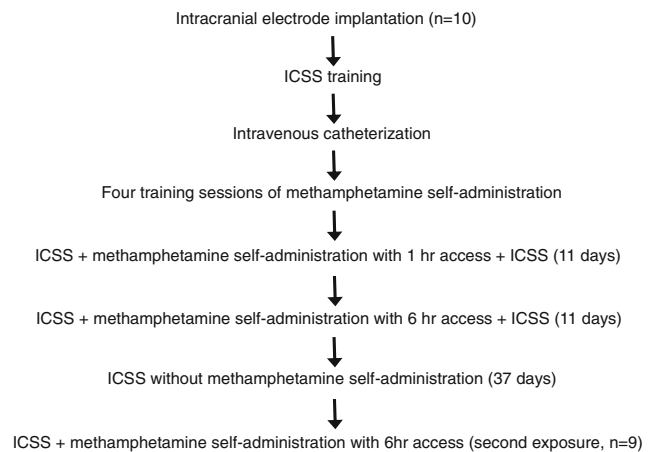 Intracranial electrode implantation (n=10)
ICSS training
Intravenous catheterization
Four training sessions of methamphetamine self-administration
ICSS + methamphetamine self-administration with 1 hr access + ICSS (11 days)
ICSS + methamphetamine self-administration with 6 hr access + ICSS (11 days)
ICSS without methamphetamine self-administration (37 days)
ICSS + methamphetamine self-administration with 6hr access (second exposure, n=9)